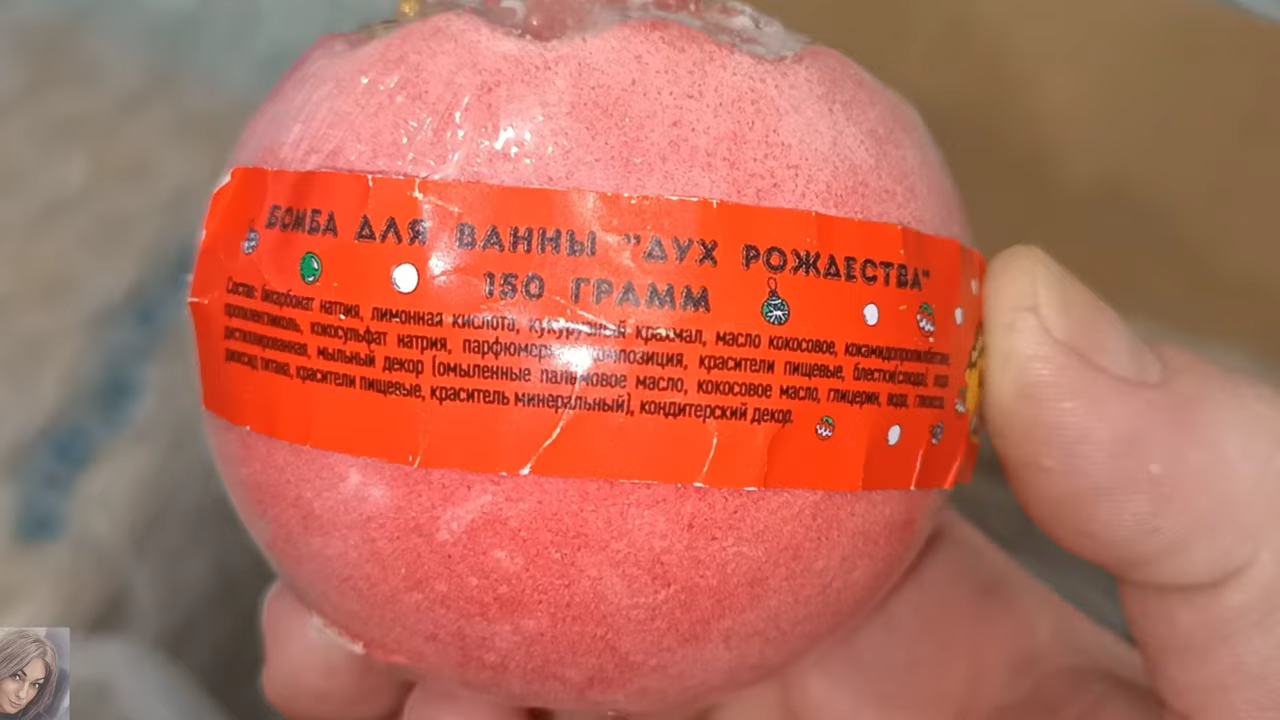 БОМБА ДЛЯ ВАННЫ "ДУХ РОЖДЕСТВА"
150 ГРАММ
Состав: бикарбонат натрия, лимонная кислота, кукурузный крахмал, масло кокосовое, кокамидопропилбетаин,
пропиленгликоль, кокосульфат натрия, парфюмерная композиция, красители пищевые, блестки(слюда), вода
дистиллированная, мыльный декор (омыленные пальмовое масло, кокосовое масло, глицерин, вода, глюкоза,
диоксид титана, красители пищевые, краситель минеральный), кондитерский декор.